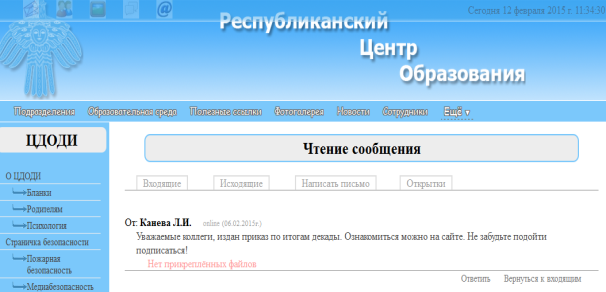 Сегодня 12 февраля 2015 г. 11:34:30
Республиканский
Центр
Образования
Подразделения Образовательная среда Полезные ссылки Фотогалерея Новости Сотрудники Ещё ▼
ЦДОДИ
О ЦДОДИ
Бланки
Родителям
Психология
Страничка безопасности
Пожарная
безопасность
Медиабезопасность
Чтение сообщения
Входящие Исходящие Написать письмо Открытки
От: Канева Л.И. online (06.02.2015г.)
Уважаемые коллеги, издан приказ по итогам декады. Ознакомиться можно на сайте. Не забудьте подойти
подписаться!
Нет прикреплённых файлов
Ответить Вернуться к входящим